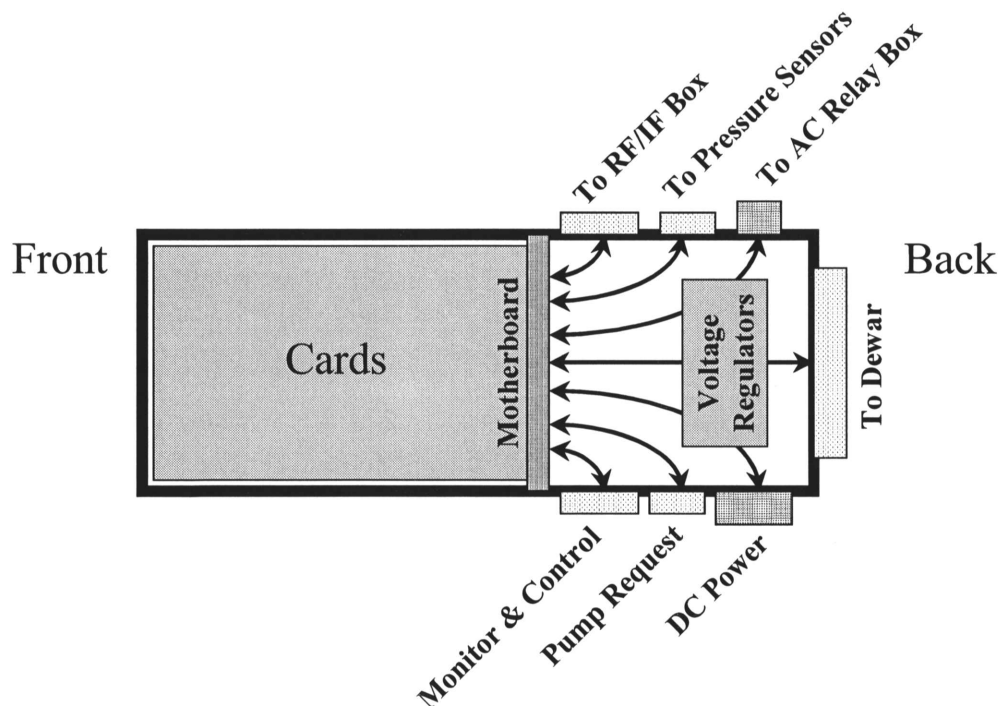 To RF/IF Box
To Pressure Sensors
To AC Relay Box
Front
Back
Cards
Motherboard
Voltage
Regulators
To Dewar
Monitor & Control
Pump Request
DC Power